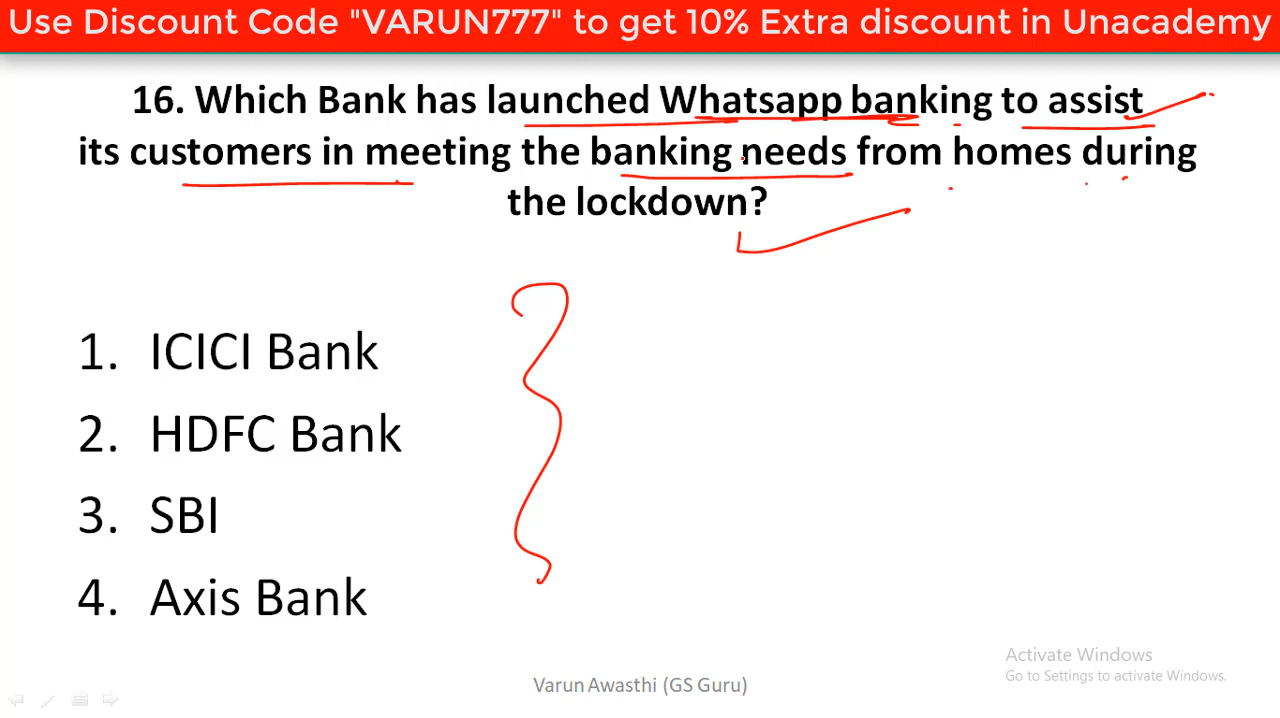 Use Discount Code "VARUN777" to get 10% Extra discount in Unacademy
16. Which Bank has launched Whatsapp banking to assist
its customers in meeting the banking needs from homes during
the lockdown?
1. ICICI Bank
2. HDFC Bank
3. SBI
4. Axis Bank
Activate Windows
Go to Settings to activate Windows.
Varun Awasthi (GS Guru)